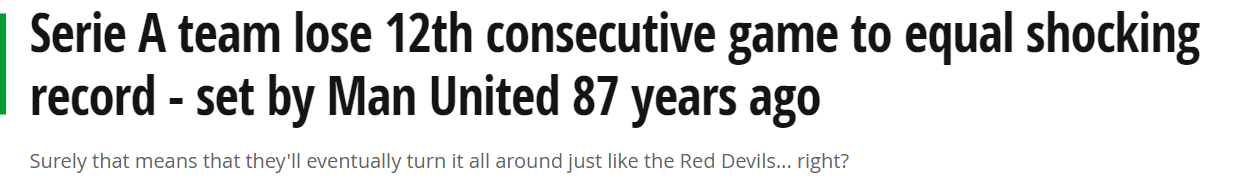 Serie A team lose 12th consecutive game to equal shocking
record - set by Man United 87 years ago
Surely that means that they'll eventually turn it all around just like the Red Devils... right?